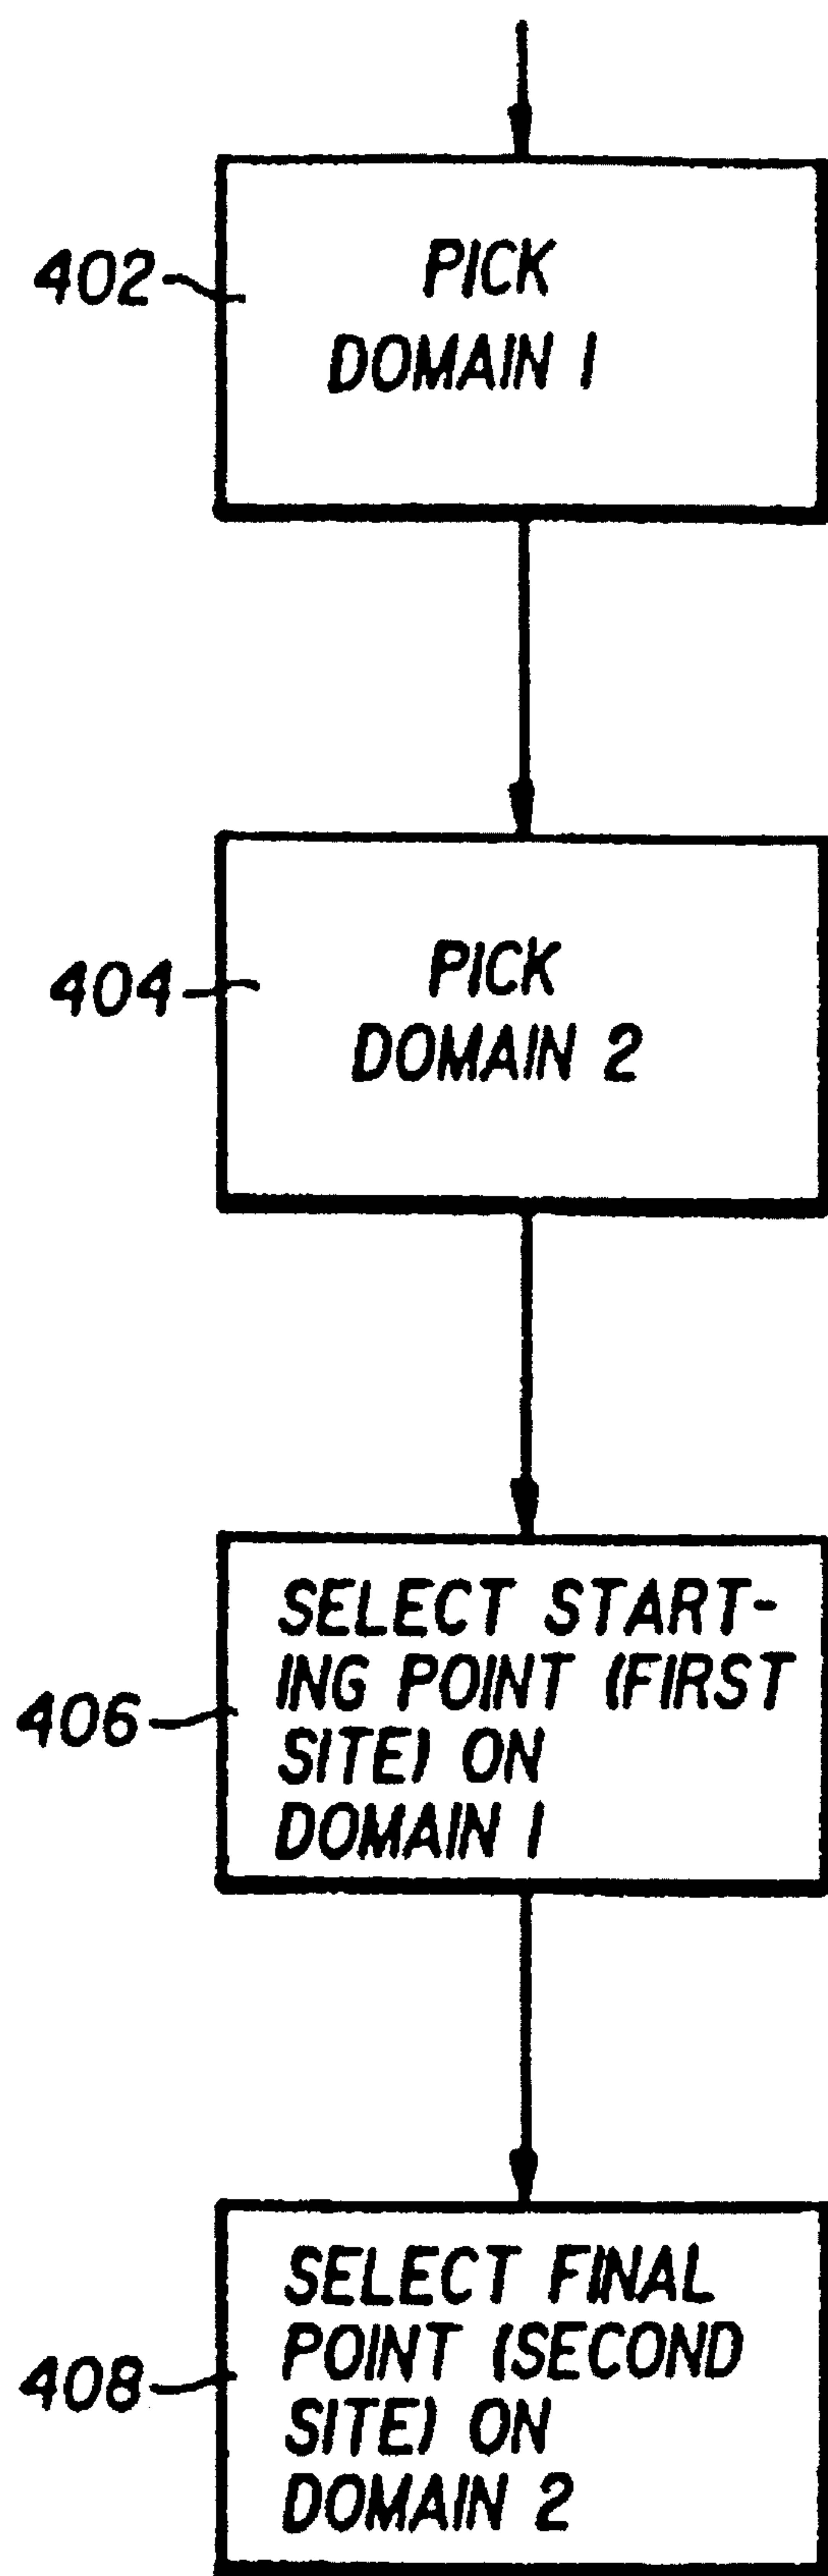 402
PICK
DOMAIN 1
404
PICK
DOMAIN 2
406
SELECT START-
ING POINT (FIRST
SITE) ON
DOMAIN 1
408
SELECT FINAL
POINT (SECOND
SITE) ON
DOMAIN 2